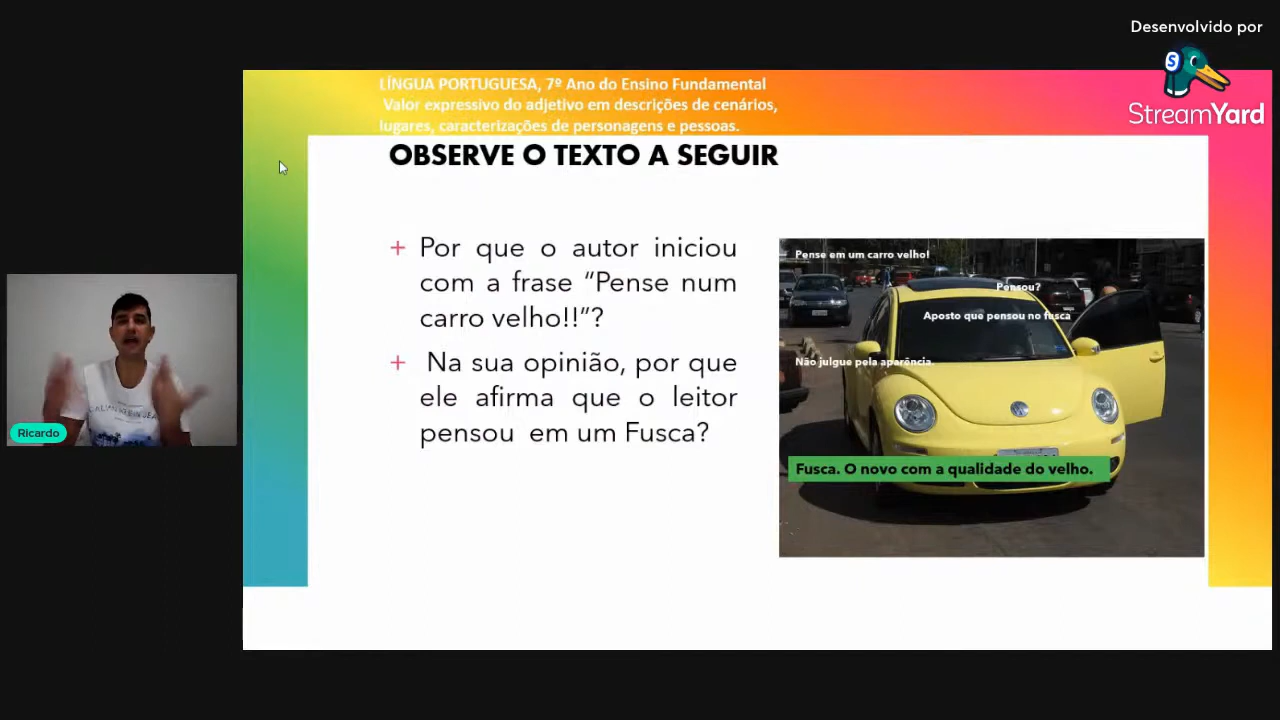 Desenvolvido por
StreamYard
LÍNGUA PORTUGUESA, 7º Ano do Ensino Fundamental
Valor expressivo do adjetivo em descrições de cenários,
lugares, caracterizações de personagens e pessoas.
OBSERVE O TEXTO A SEGUIR
+ Por que o autor iniciou
com a frase “Pense num
carro velho!!”?
+ Na sua opinião, por que
ele afirma que o leitor
pensou em um Fusca?
Pense em um carro velho!
Pensou?
Aposto que pensou no fusca
Não julgue pela aparência.
Fusca. O novo com a qualidade do velho.
Ricardo